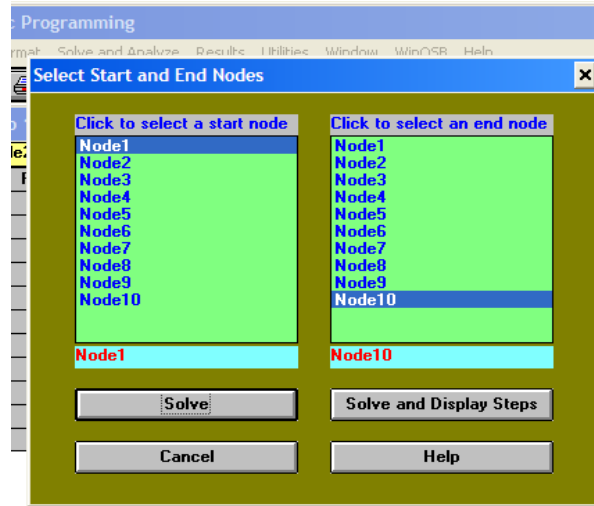 c Programming
rmat Solve and Analyze Results Utilities Window WinQSB Help
Select Start and End Nodes
Click to select a start node
Click to select an end node
Node1
Node2
Node3
Node4
Node5
Node6
Node7
Node8
Node9
Node10
Node1
Node2
Node3
Node4
Node5
Node6
Node7
Node8
Node9
Node10
Node1
Node10
Solve
Solve and Display Steps
Cancel
Help